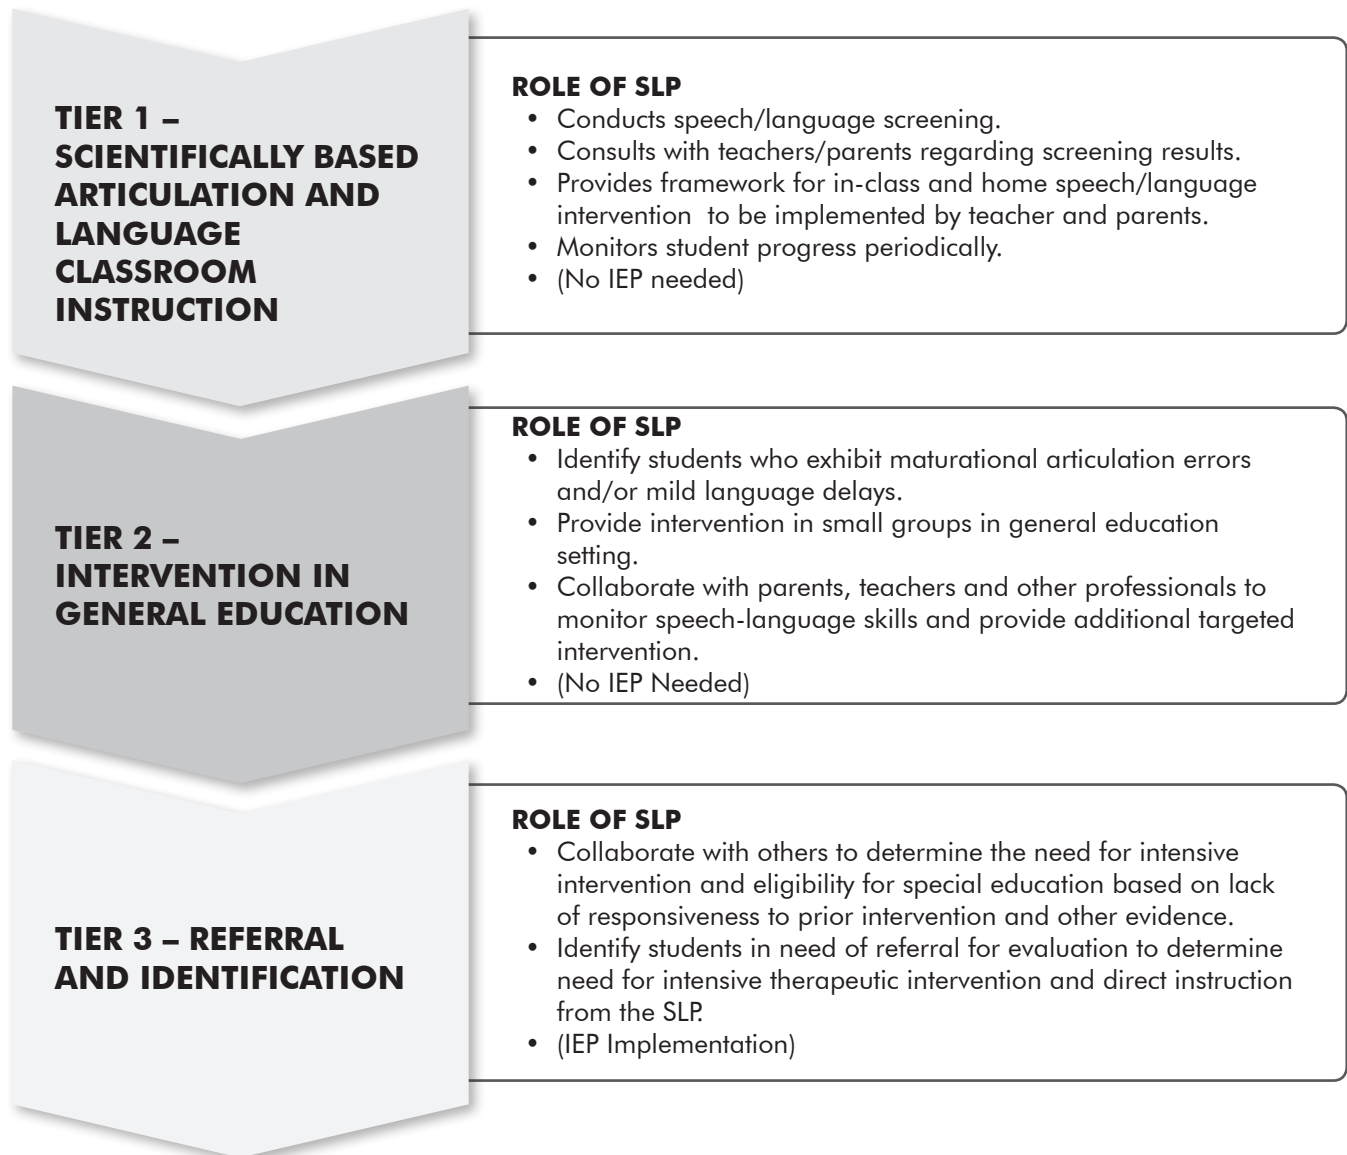 TIER 1 –
SCIENTIFICALLY BASED
ARTICULATION AND
LANGUAGE
CLASSROOM
INSTRUCTION
ROLE OF SLP
• Conducts speech/language screening.
• Consults with teachers/parents regarding screening results.
• Provides framework for in-class and home speech/language
intervention  to be implemented by teacher and parents.
• Monitors student progress periodically.
• (No IEP needed)
TIER 2 –
INTERVENTION IN
GENERAL EDUCATION
ROLE OF SLP
• Identify students who exhibit maturational articulation errors
and/or mild language delays.
• Provide intervention in small groups in general education
setting.
• Collaborate with parents, teachers and other professionals to
monitor speech-language skills and provide additional targeted
intervention.
• (No IEP Needed)
TIER 3 – REFERRAL
AND IDENTIFICATION
ROLE OF SLP
• Collaborate with others to determine the need for intensive
intervention and eligibility for special education based on lack
of responsiveness to prior intervention and other evidence.
• Identify students in need of referral for evaluation to determine
need for intensive therapeutic intervention and direct instruction
from the SLP.
• (IEP Implementation)